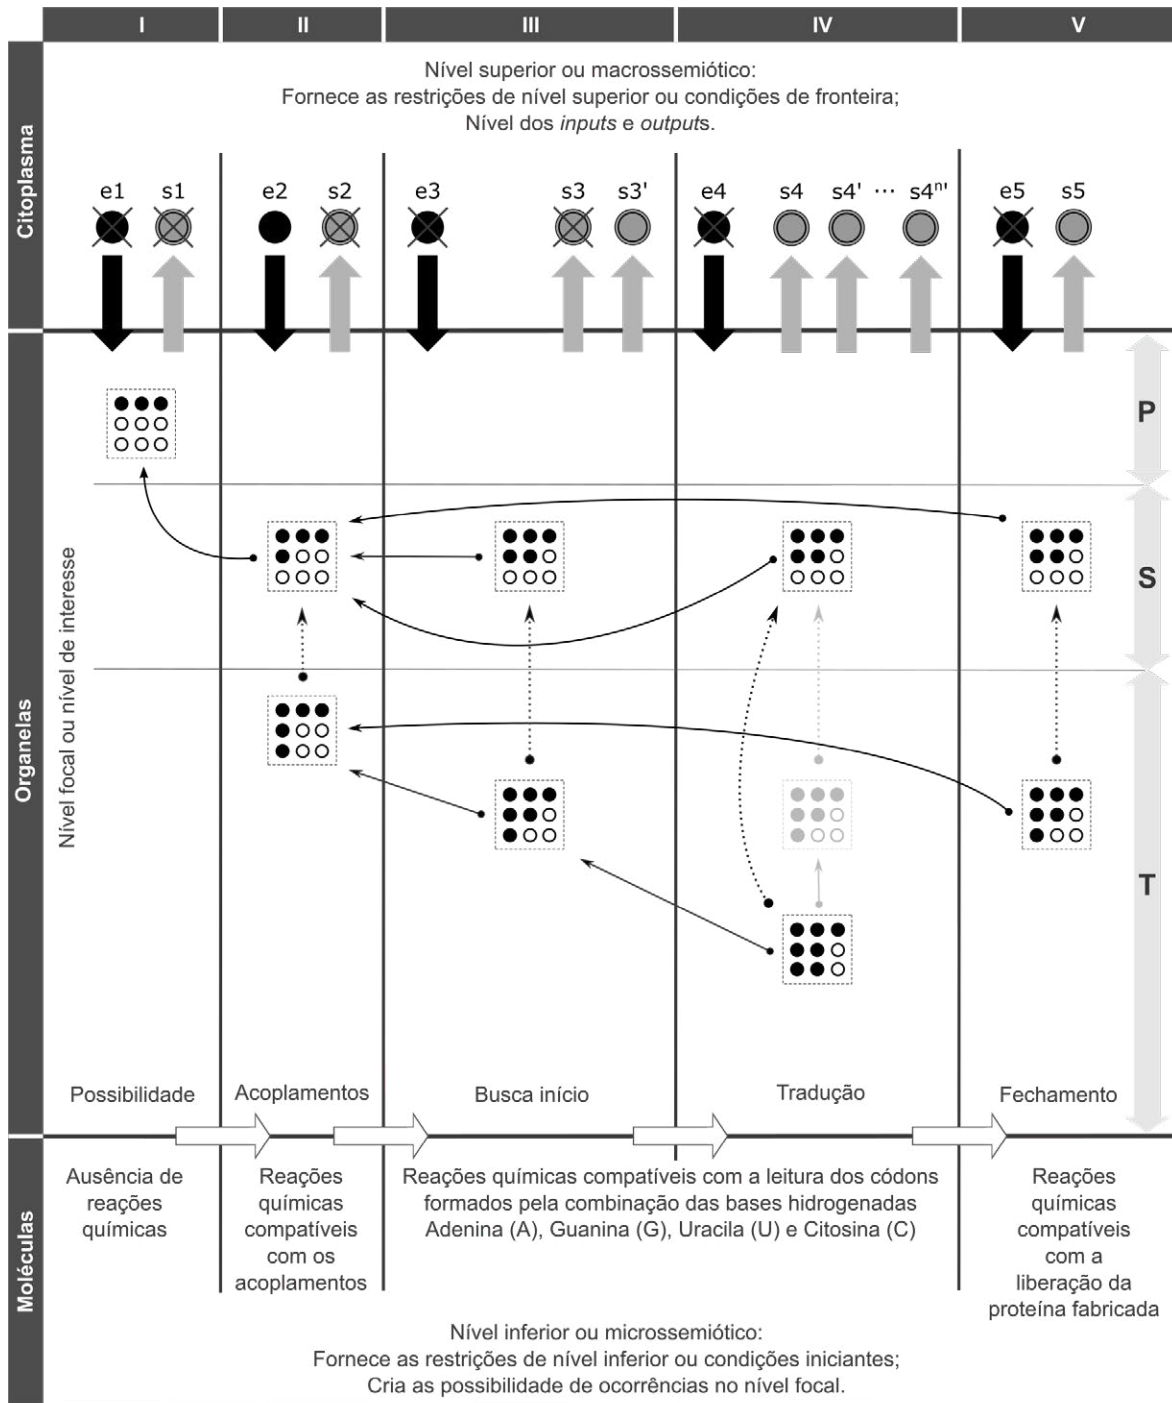 I II III IV V
Citoplasma
Nível superior ou macrossemiótico:
Fornece as restrições de nível superior ou condições de fronteira;
Nível dos inputs e outputs.
e1 s1 e2 s2 e3 s3 s3' e4 s4 s4' ··· s4ⁿ' e5 s5
Organelas
Nível focal ou nível de interesse
P
S
T
Possibilidade Acoplamentos Busca início Tradução Fechamento
Moléculas
Ausência de
reações
químicas
Reações
químicas
compatíveis
com os
acoplamentos
Reações químicas compatíveis com a leitura dos códons
formados pela combinação das bases hidrogenadas
Adenina (A), Guanina (G), Uracila (U) e Citosina (C)
Reações
químicas
compatíveis
com a
liberação da
proteína fabricada
Nível inferior ou microssemiótico:
Fornece as restrições de nível inferior ou condições iniciantes;
Cria as possibilidade de ocorrências no nível focal.